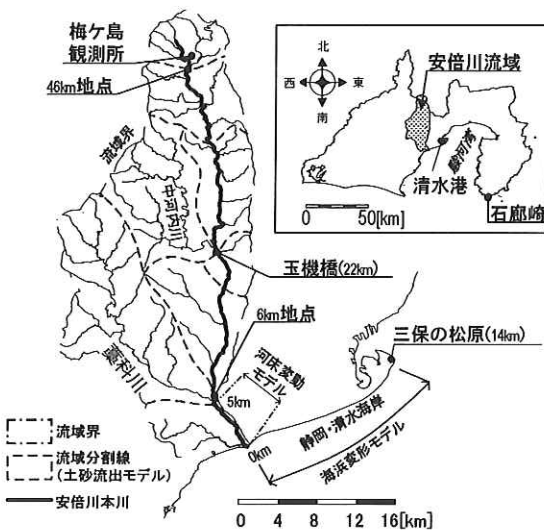 梅ケ島
観測所
46km地点
流域界
中河内川
藁科川
玉機橋(22km)
6km地点
河床変動
モデル
5km
0km
三保の松原(14km)
静岡・清水海岸
海浜変形モデル
流域界
流域分割線
(土砂流出モデル)
安倍川本川
0 4 8 12 16[km]
北
西 東
南
安倍川流域
駿河湾
清水港
石廊崎
0 50[km]